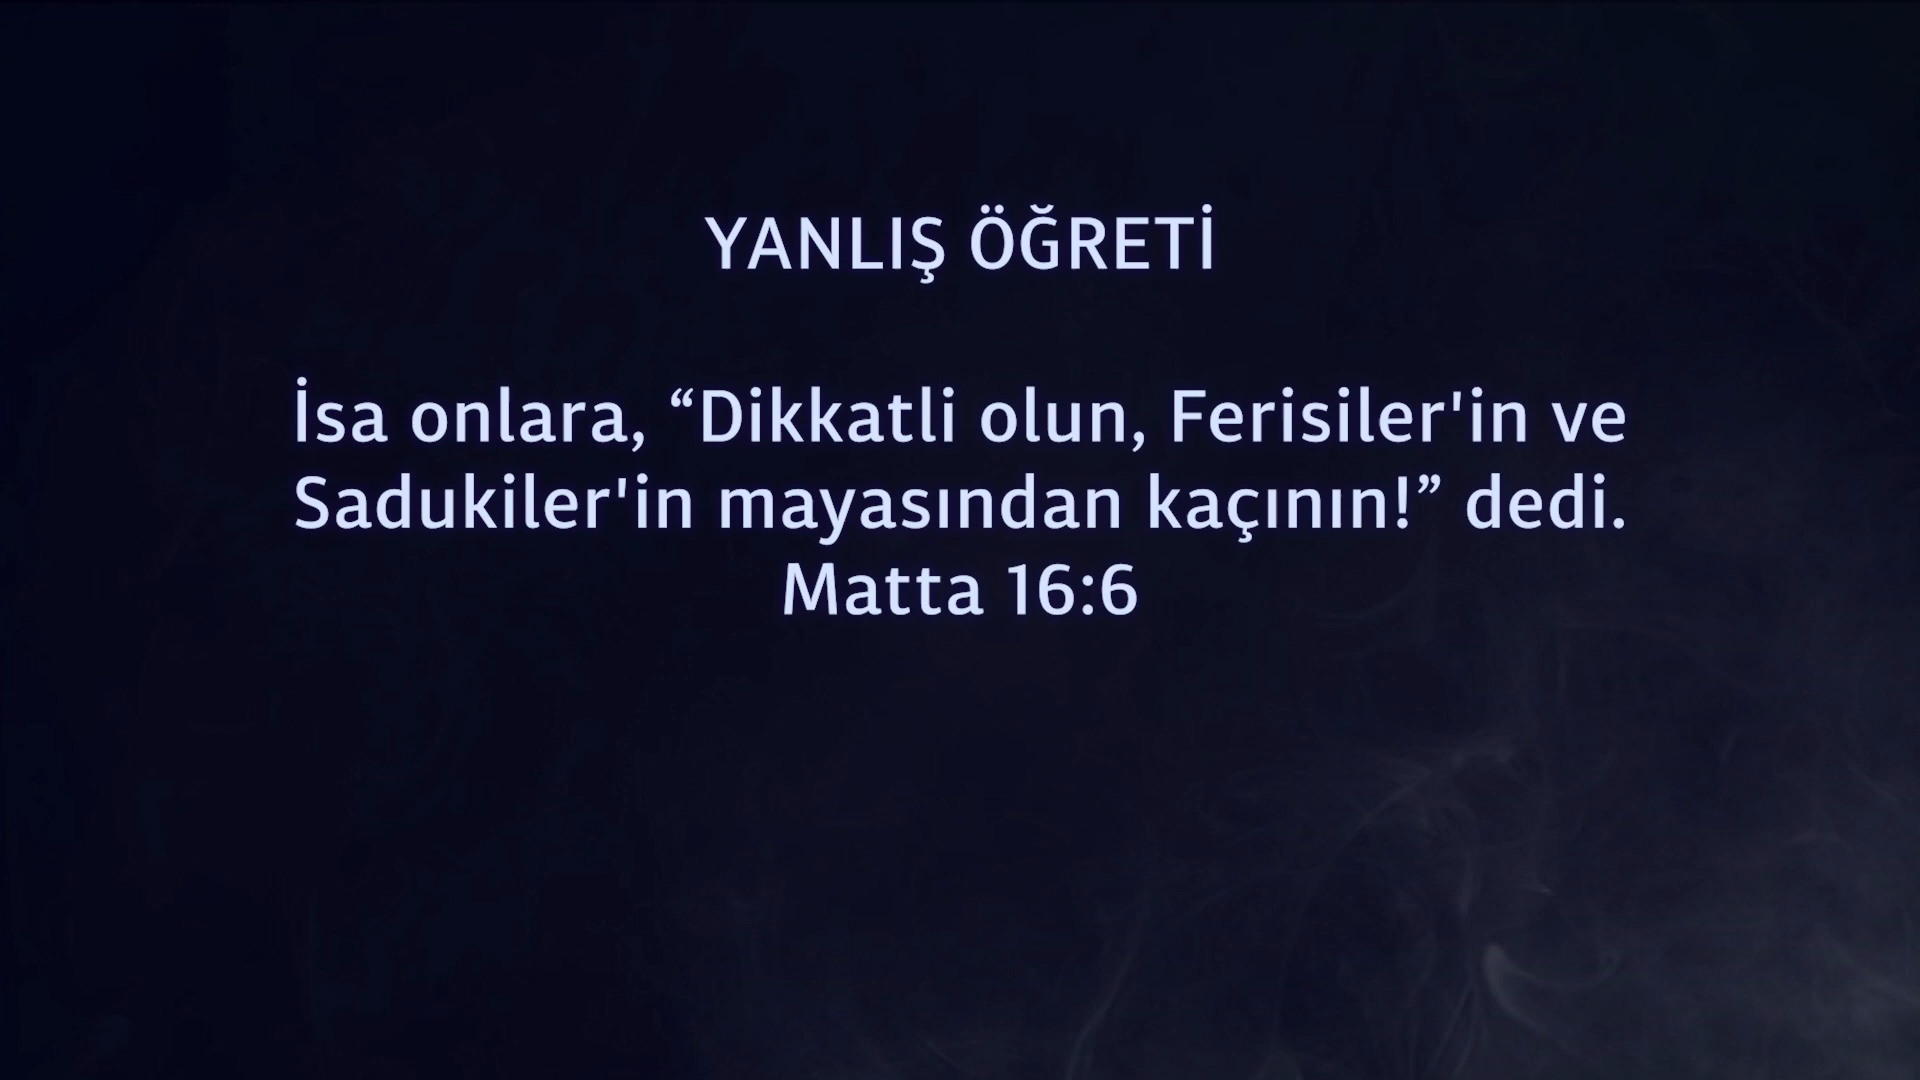 YANLIŞ ÖĞRETİ
İsa onlara, “Dikkatli olun, Ferisiler'in ve
Sadukiler'in mayasından kaçının!” dedi.
Matta 16:6